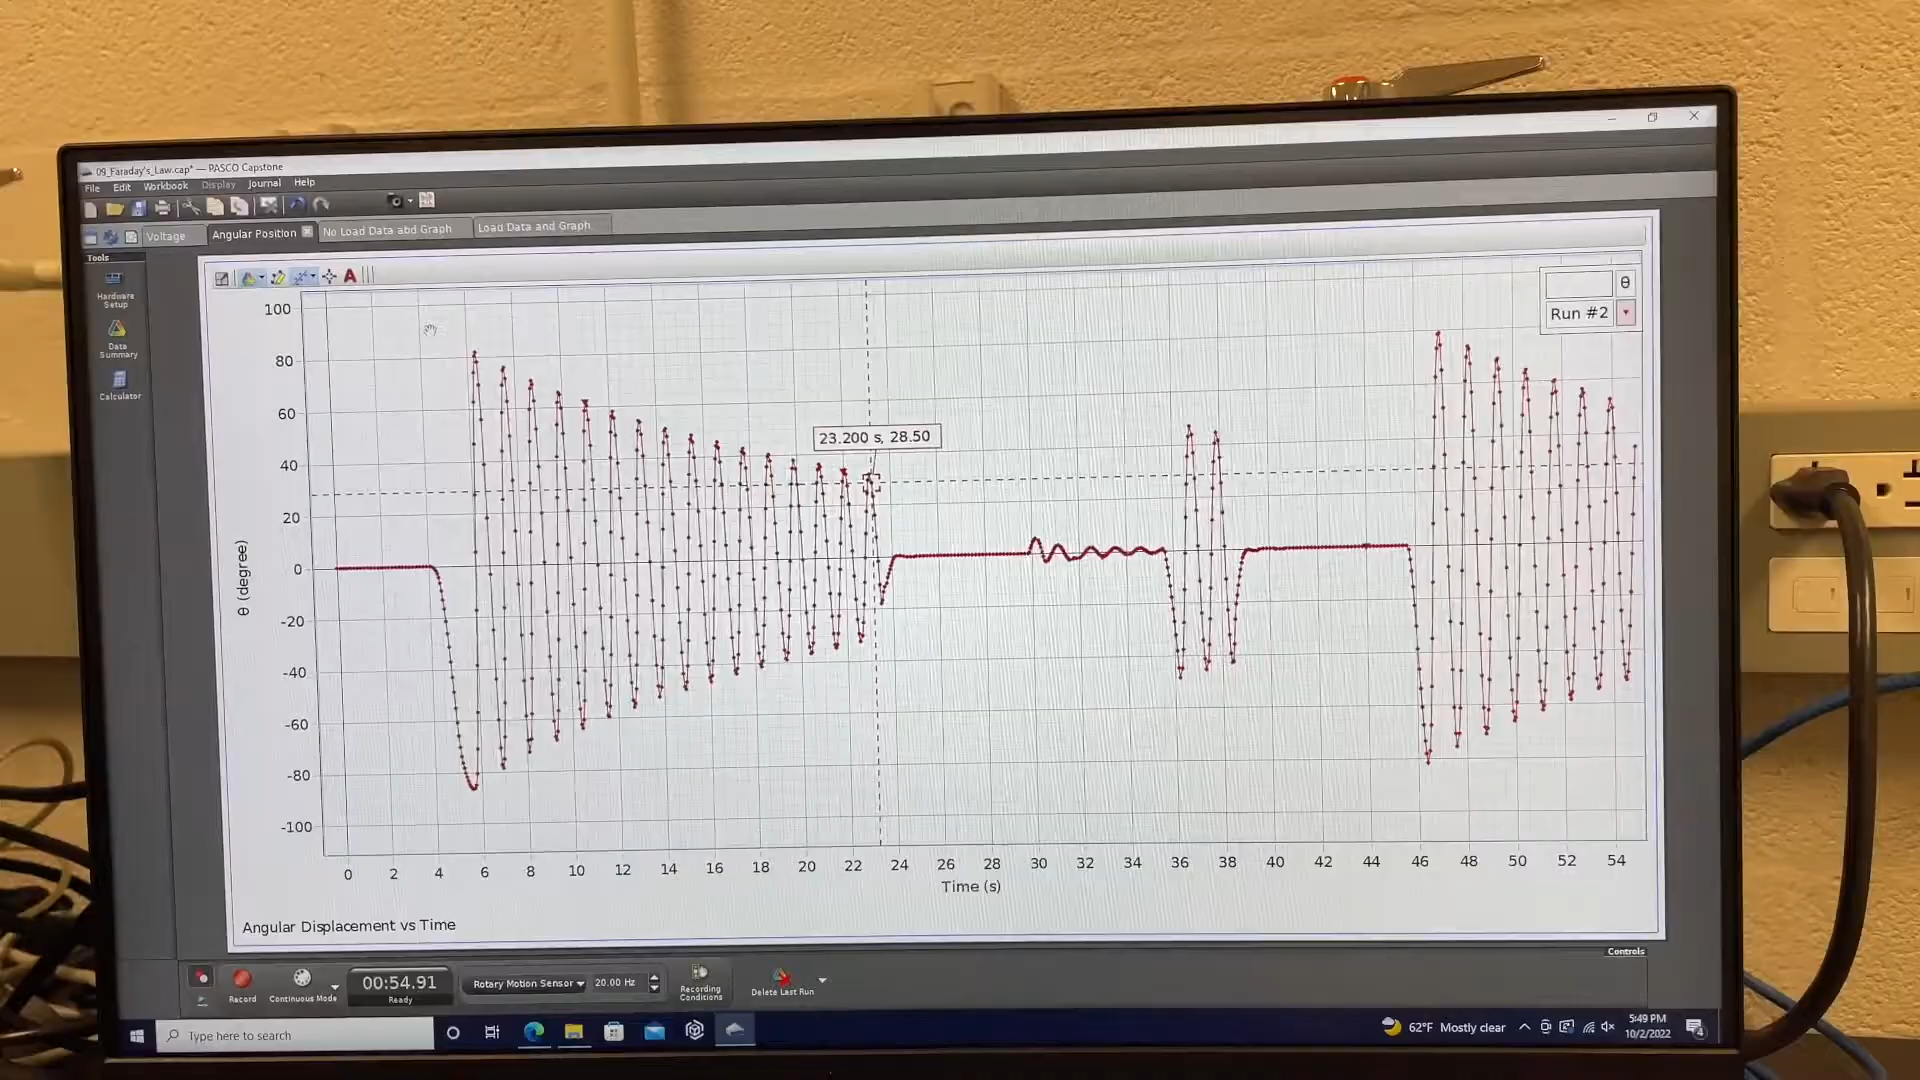 09_Faraday's_Law.cap* — PASCO Capstone
File Edit Workbook Display Journal Help
Voltage Angular Position No Load Data abd Graph Load Data and Graph
Tools
Hardware
Setup
Data
Summary
Calculator
A
θ
Run #2
100
80
60
40
20
0
-20
-40
-60
-80
-100
θ (degree)
23.200 s, 28.50
0 2 4 6 8 10 12 14 16 18 20 22 24 26 28 30 32 34 36 38 40 42 44 46 48 50 52 54
Time (s)
Angular Displacement vs Time
Controls
Record
Continuous Mode
00:54.91
Ready
Rotary Motion Sensor 20.00 Hz
Recording
Conditions
Delete Last Run
Type here to search
62°F Mostly clear
5:49 PM
10/2/2022
4